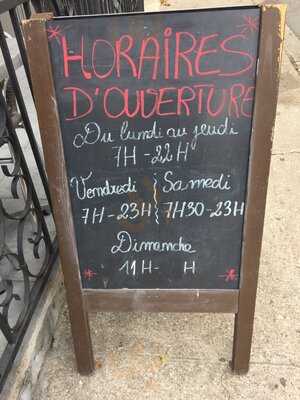 HORAIRES
D'OUVERTURE
Du lundi au jeudi
7H-22H
Vendredi Samedi
7H-23H 7H30-23H
Dimanche
11H- H